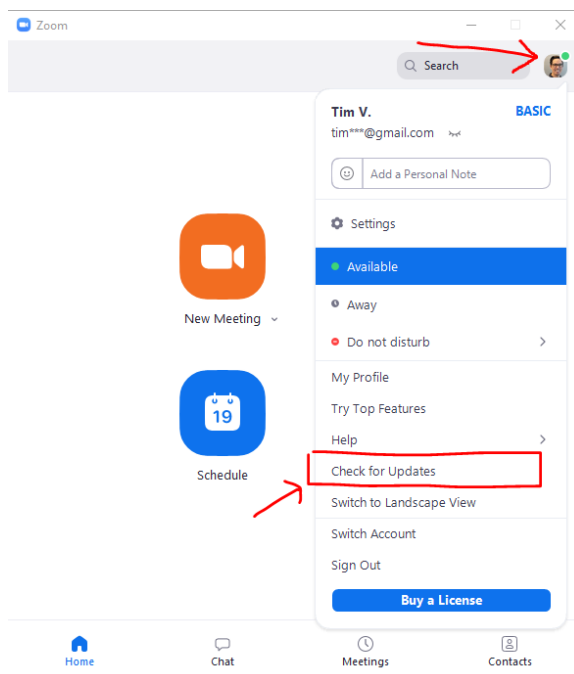 Zoom
Search
Tim V.
BASIC
tim***@gmail.com
Add a Personal Note
Settings
Available
Away
New Meeting
Do not disturb
My Profile
Try Top Features
19
Help
Check for Updates
Schedule
Switch to Landscape View
Switch Account
Sign Out
Buy a License
Home
Chat
Meetings
Contacts